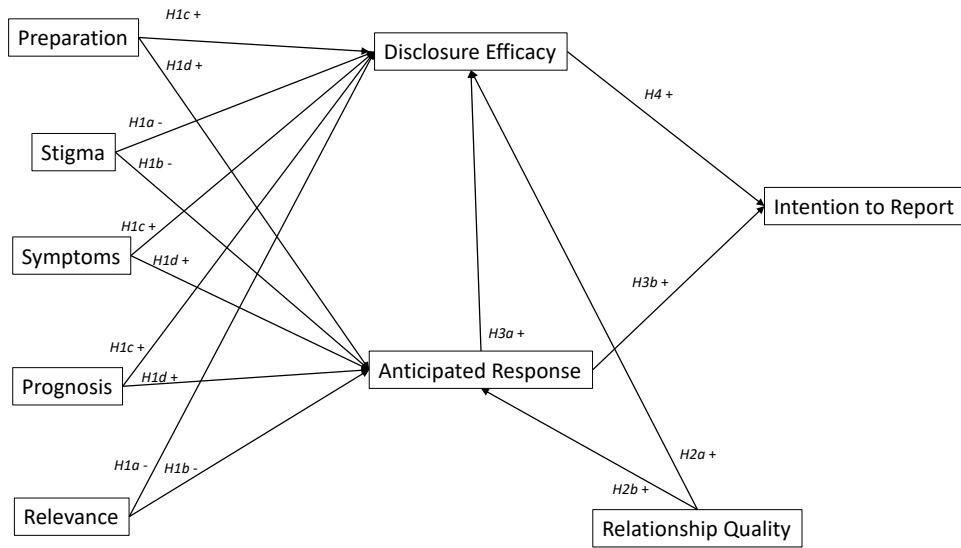 H1c +
Preparation
Disclosure Efficacy
H1d +
H4 +
H1a -
Stigma
H1b -
Intention to Report
H1c +
Symptoms
H1d +
H3b +
H3a +
H1c +
Anticipated Response
Prognosis
H1d +
H2a +
H1a -
H1b -
H2b +
Relevance
Relationship Quality